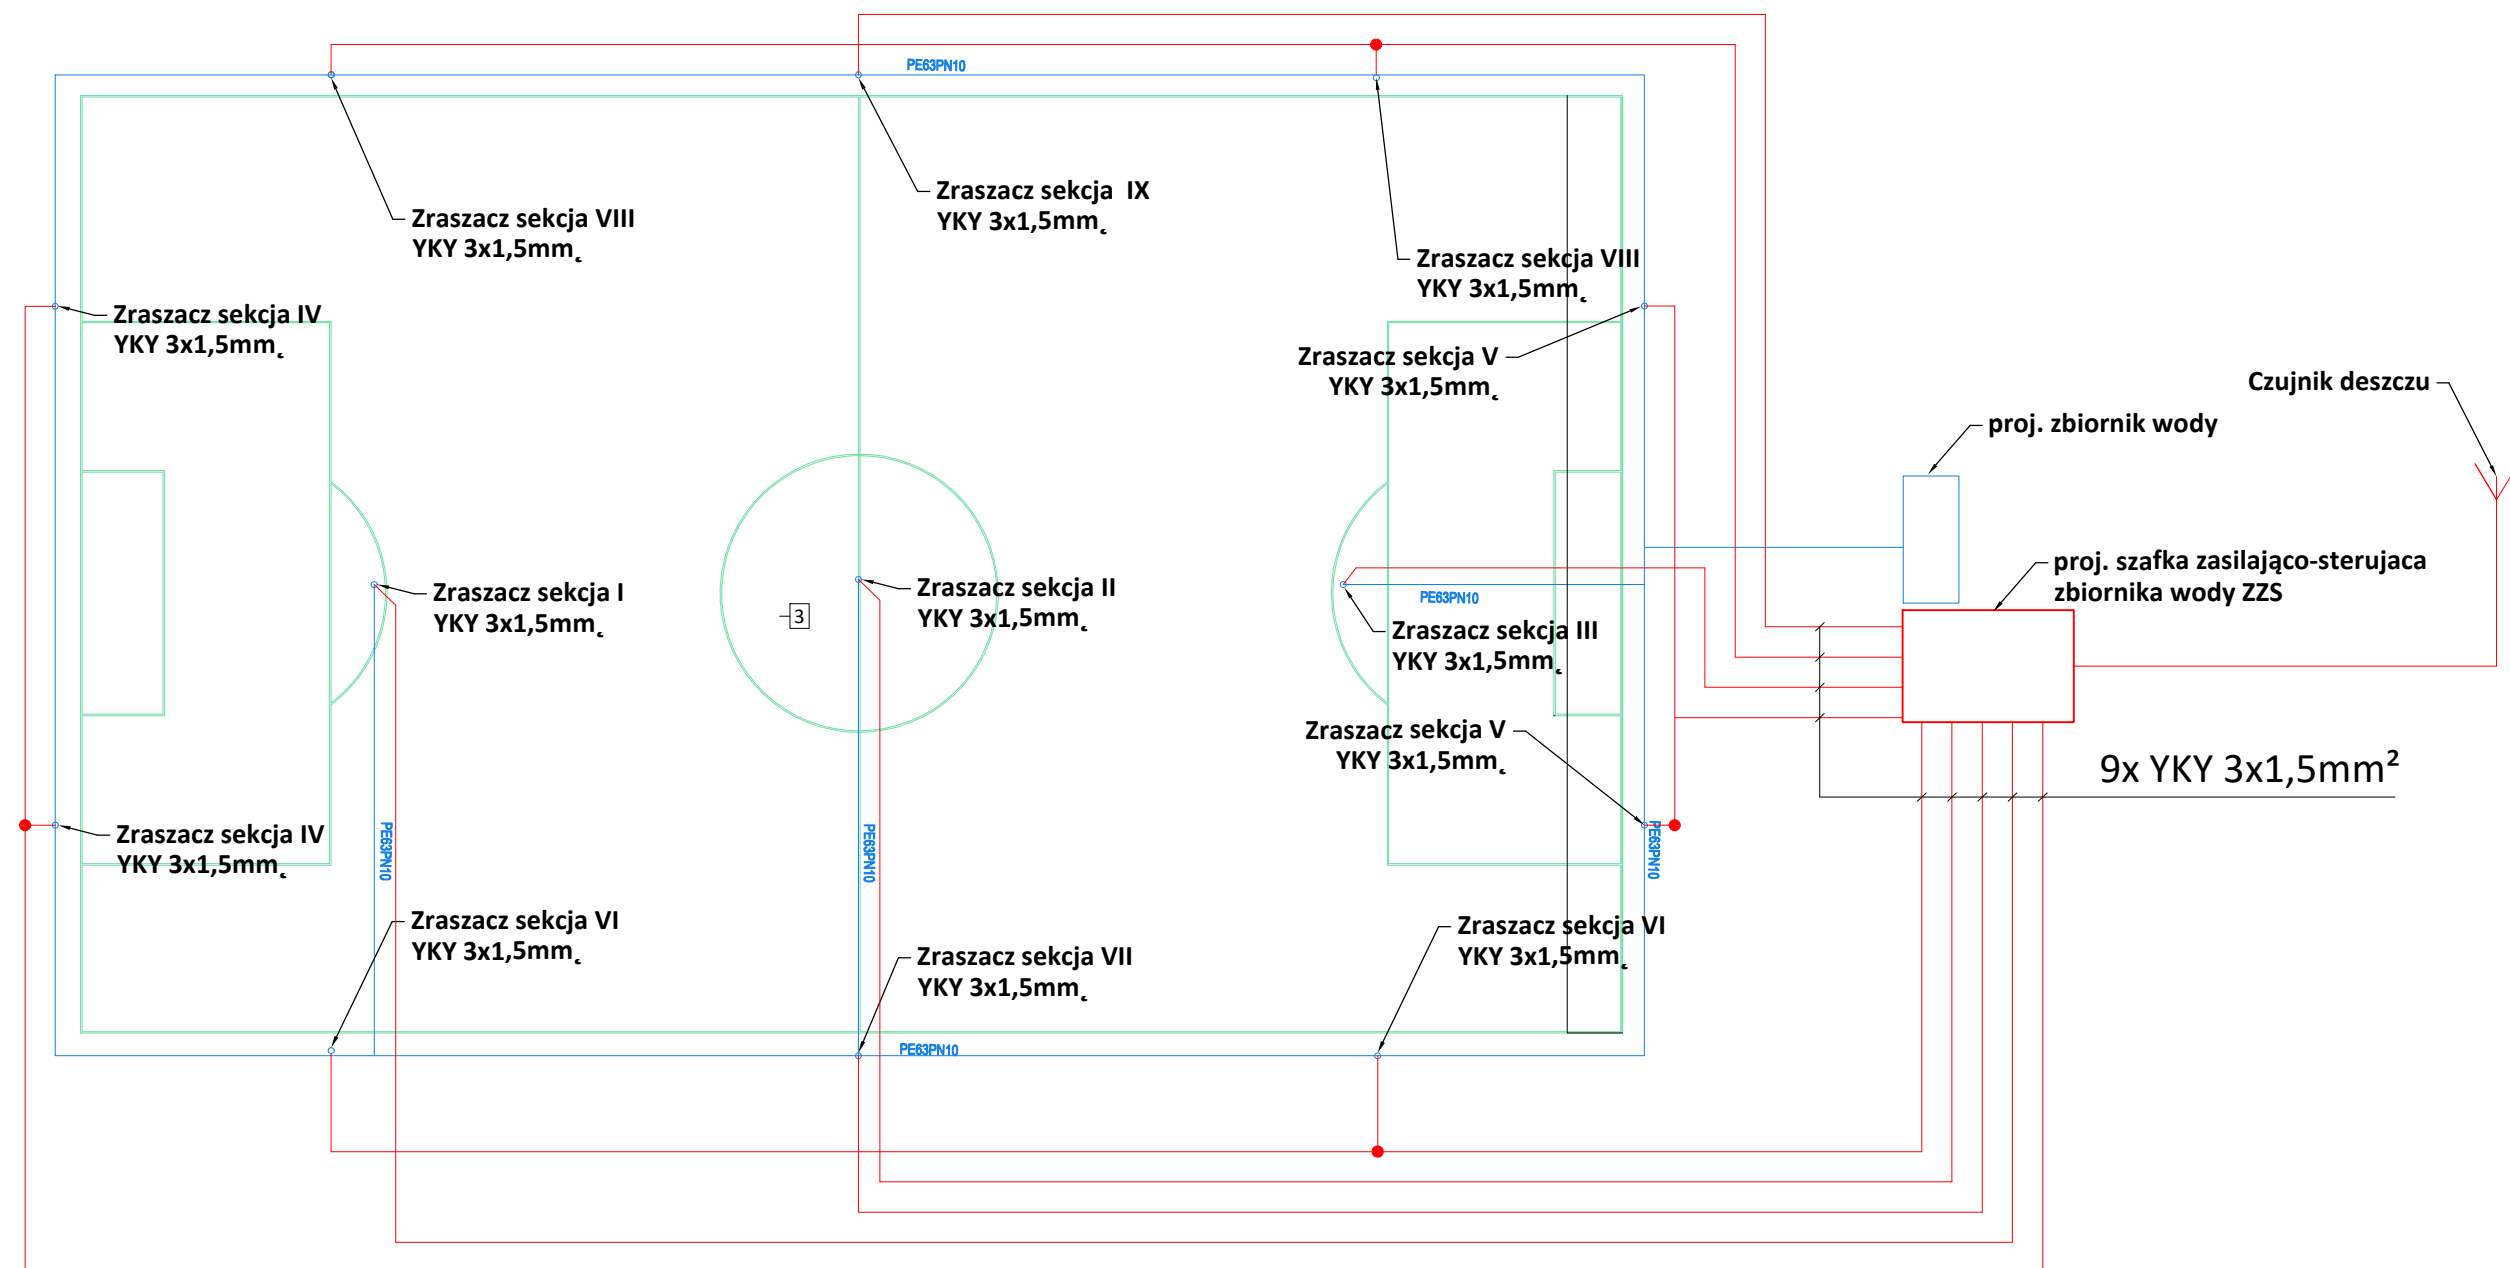 PE63PN10
Zraszacz sekcja VIII
YKY 3x1,5mm˛
Zraszacz sekcja  IX
YKY 3x1,5mm˛
Zraszacz sekcja VIII
YKY 3x1,5mm˛
Zraszacz sekcja IV
YKY 3x1,5mm˛
Zraszacz sekcja V
YKY 3x1,5mm˛
Czujnik deszczu
proj. zbiornik wody
proj. szafka zasilająco-sterujaca
zbiornika wody ZZS
Zraszacz sekcja I
YKY 3x1,5mm˛
3
Zraszacz sekcja II
YKY 3x1,5mm˛
PE63PN10
Zraszacz sekcja III
YKY 3x1,5mm˛
Zraszacz sekcja V
YKY 3x1,5mm˛
9x YKY 3x1,5mm²
Zraszacz sekcja IV
YKY 3x1,5mm˛
PE63PN10
PE63PN10
PE63PN10
Zraszacz sekcja VI
YKY 3x1,5mm˛
Zraszacz sekcja VII
YKY 3x1,5mm˛
Zraszacz sekcja VI
YKY 3x1,5mm˛
PE63PN10